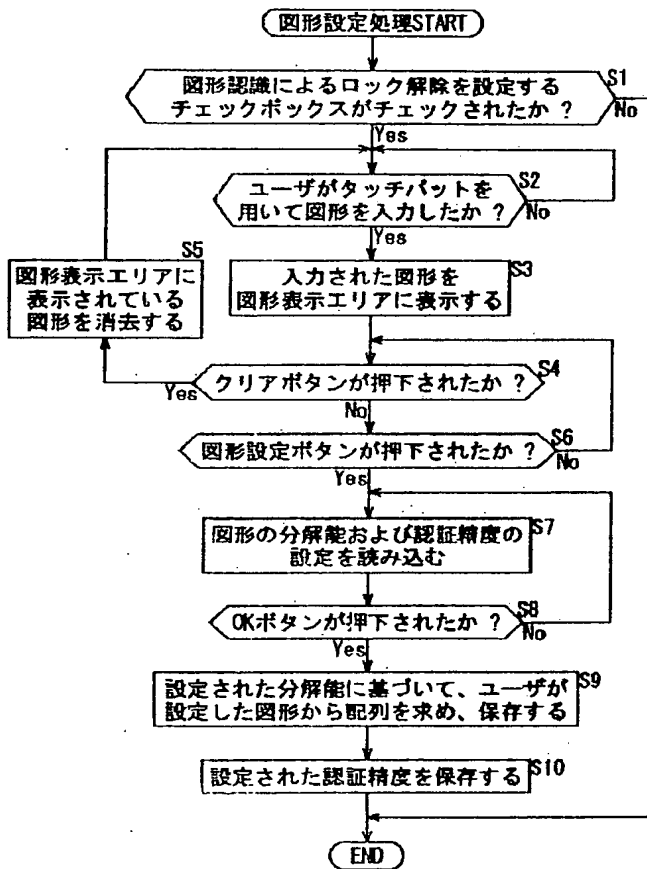 図形設定処理START
S1
図形認識によるロック解除を設定する
チェックボックスがチェックされたか ?
No
Yes
S2
ユーザがタッチパットを
用いて図形を入力したか ?
No
Yes
S5
図形表示エリアに
表示されている
図形を消去する
S3
入力された図形を
図形表示エリアに表示する
S4
クリアボタンが押下されたか ?
Yes
No
S6
図形設定ボタンが押下されたか ?
No
Yes
S7
図形の分解能および認証精度の
設定を読み込む
S8
OKボタンが押下されたか ?
No
Yes
S9
設定された分解能に基づいて、ユーザが
設定した図形から配列を求め、保存する
設定された認証精度を保存する
S10
END